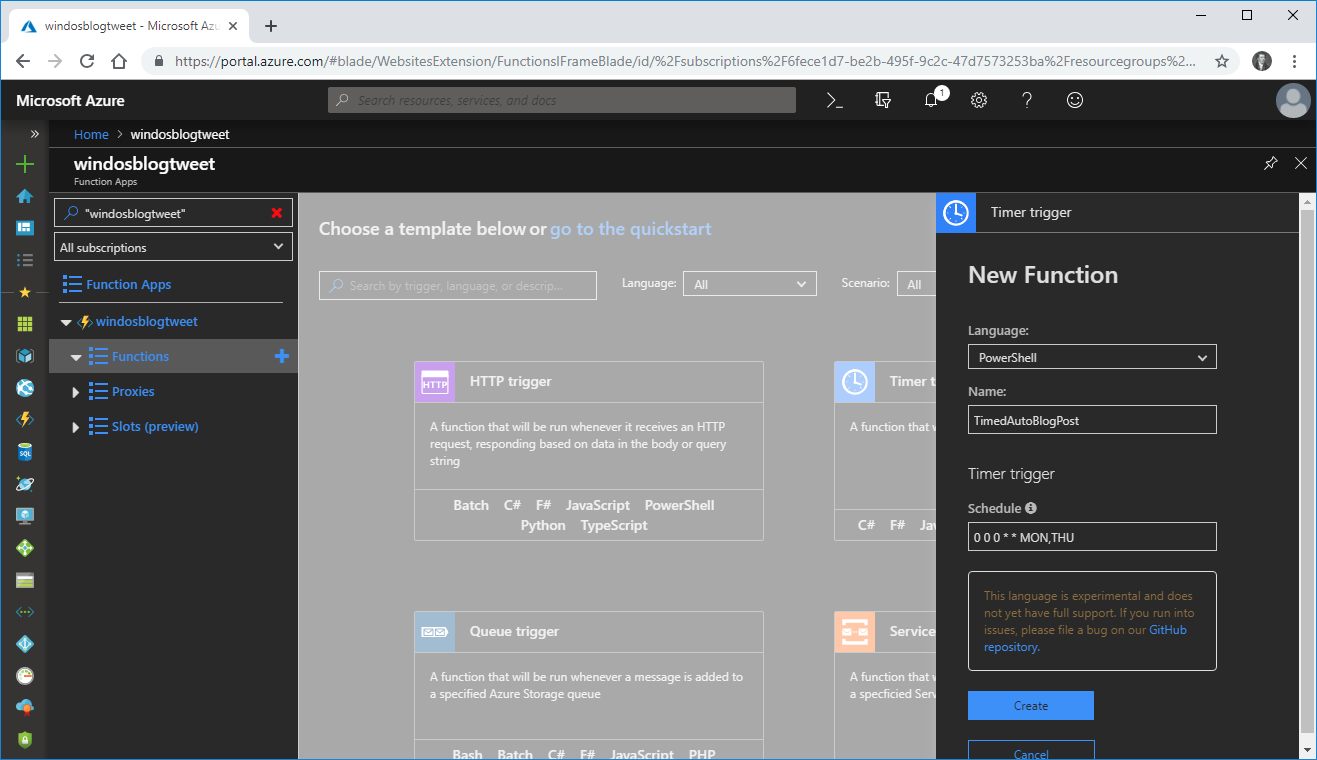 windosblogtweet - Microsoft Azu
https://portal.azure.com/#blade/WebsitesExtension/FunctionsIFrameBlade/id/%2Fsubscriptions%2F6fece1d7-be2b-495f-9c2c-47d7573253ba%2Fresourcegroups%2...
Microsoft Azure
Search resources, services, and docs
1
Home > windosblogtweet
windosblogtweet
Function Apps
"windosblogtweet"
All subscriptions
Function Apps
windosblogtweet
Functions
Proxies
Slots (preview)
SQL
Choose a template below or go to the quickstart
Search by trigger, language, or descrip...
Language:
All
Scenario:
All
HTTP
HTTP trigger
A function that will be run whenever it receives an HTTP
request, responding based on data in the body or query
string
Batch C# F# JavaScript PowerShell
Python TypeScript
Timer t
A function that w
C# F# Jav
Queue trigger
A function that will be run whenever a message is added to
a specified Azure Storage queue
Bash Batch C# F# JavaScript PHP
Service
A function that w
a specficied Serv
Timer trigger
New Function
Language:
PowerShell
Name:
TimedAutoBlogPost
Timer trigger
Schedule
0 0 0 * * MON,THU
This language is experimental and does
not yet have full support. If you run into
issues, please file a bug on our GitHub
repository.
Create
Cancel